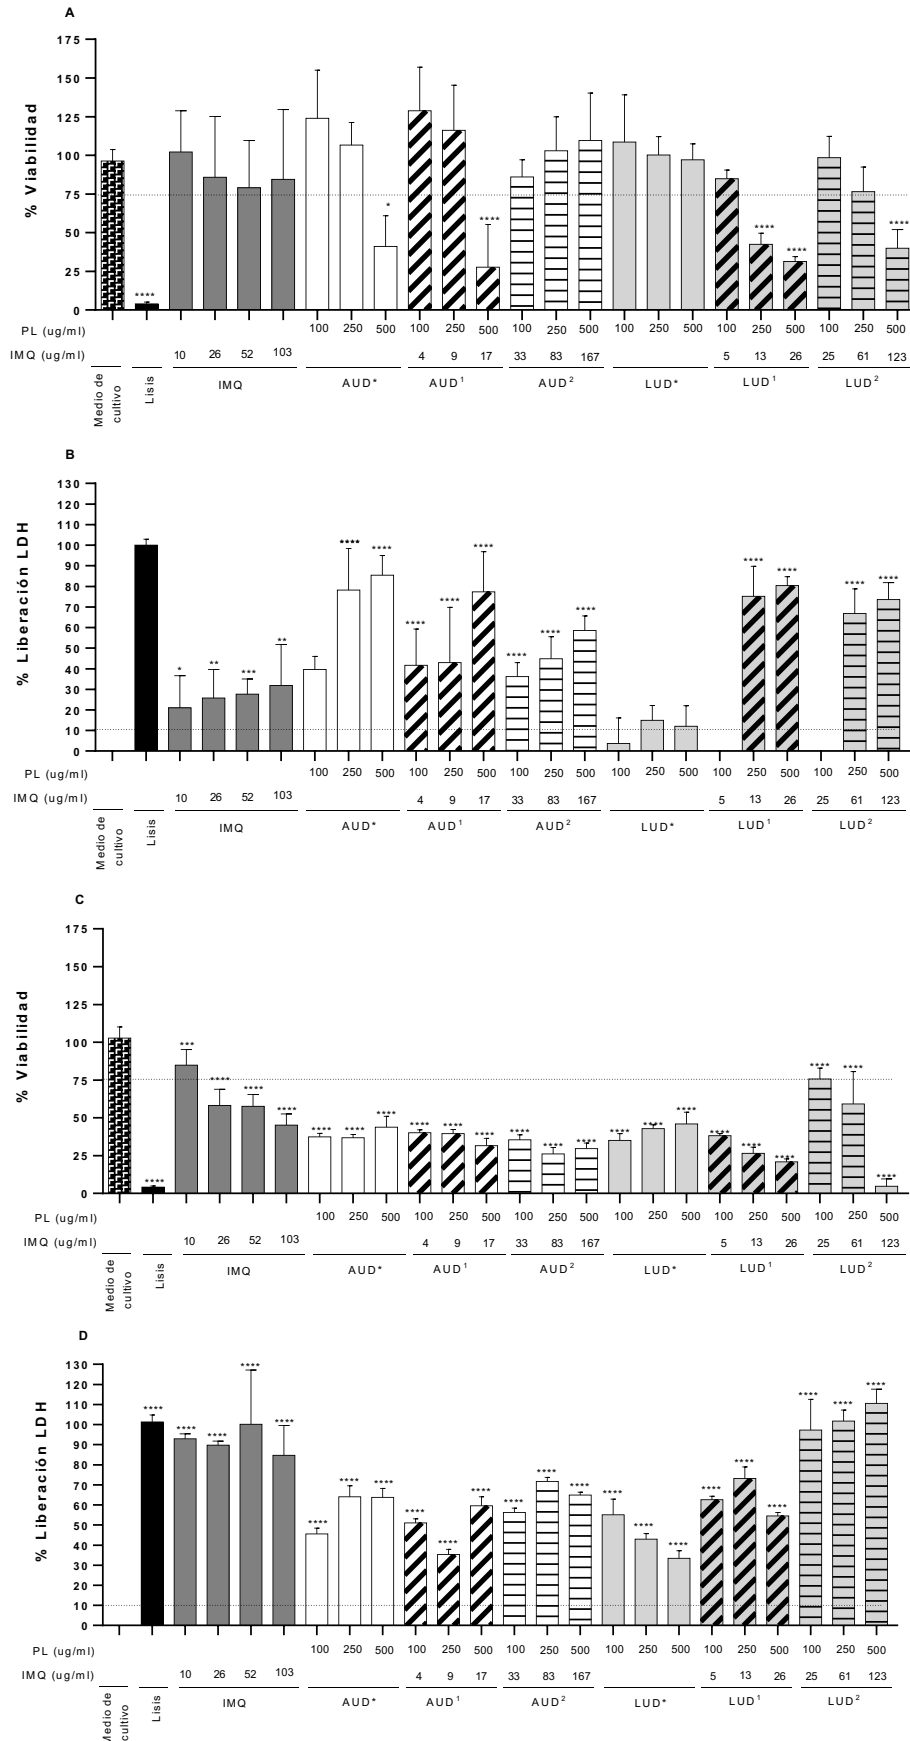 A
175
150
125
100
75
50
25
0
% Viabilidad
**** * **** **** **** ****
PL (ug/ml) 100 250 500 100 250 500 100 250 500 100 250 500 100 250 500 100 250 500
IMQ (ug/ml) 10 26 52 103 4 9 17 33 83 167 5 13 26 25 61 123
Medio de cultivo Lisis IMQ AUD* AUD¹ AUD² LUD* LUD¹ LUD²
B
130
120
110
100
90
80
70
60
50
40
30
20
10
0
% Liberación LDH
* ** *** ** **** **** **** **** **** **** **** **** **** **** **** ****
PL (ug/ml) 100 250 500 100 250 500 100 250 500 100 250 500 100 250 500 100 250 500
IMQ (ug/ml) 10 26 52 103 4 9 17 33 83 167 5 13 26 25 61 123
Medio de cultivo Lisis IMQ AUD* AUD¹ AUD² LUD* LUD¹ LUD²
C
175
150
125
100
75
50
25
0
% Viabilidad
**** *** **** **** **** **** **** **** **** **** **** **** **** **** **** **** **** **** **** **** **** **** ****
PL (ug/ml) 100 250 500 100 250 500 100 250 500 100 250 500 100 250 500 100 250 500
IMQ (ug/ml) 10 26 52 103 4 9 17 33 83 167 5 13 26 25 61 123
Medio de cultivo Lisis IMQ AUD* AUD¹ AUD² LUD* LUD¹ LUD²
D
130
120
110
100
90
80
70
60
50
40
30
20
10
0
% Liberación LDH
**** **** **** **** **** **** **** **** **** **** **** **** **** **** **** **** **** **** **** **** **** **** ****
PL (ug/ml) 100 250 500 100 250 500 100 250 500 100 250 500 100 250 500 100 250 500
IMQ (ug/ml) 10 26 52 103 4 9 17 33 83 167 5 13 26 25 61 123
Medio de cultivo Lisis IMQ AUD* AUD¹ AUD² LUD* LUD¹ LUD²